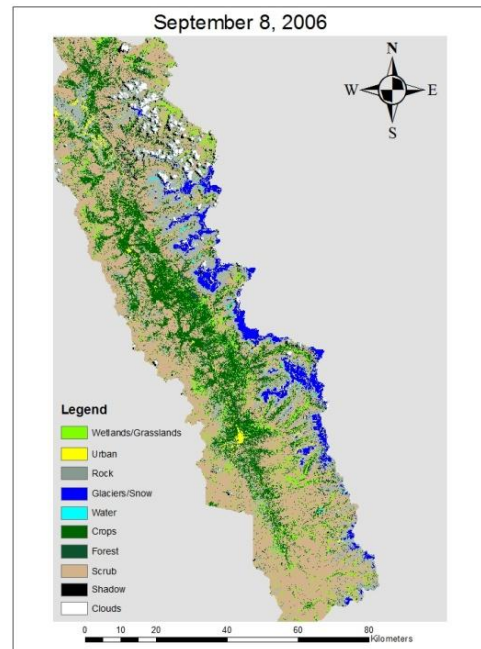 September 8, 2006
N
W E
S
Legend
Wetlands/Grasslands
Urban
Rock
Glaciers/Snow
Water
Crops
Forest
Scrub
Shadow
Clouds
0 20 40 60 80
Kilometers